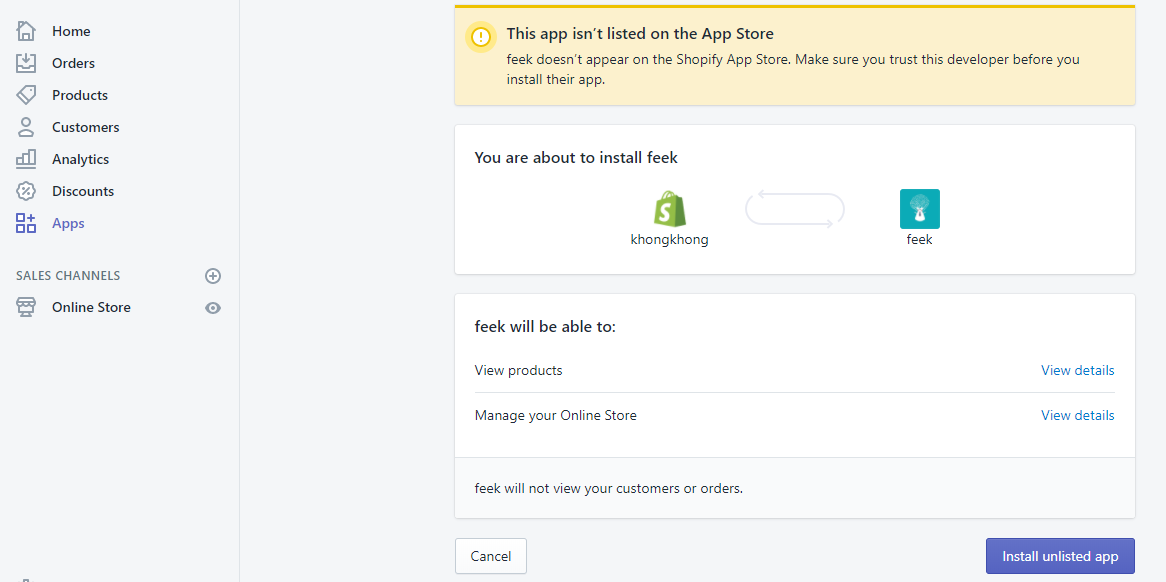 Home
Orders
Products
Customers
Analytics
Discounts
Apps
SALES CHANNELS
Online Store
This app isn’t listed on the App Store
feek doesn’t appear on the Shopify App Store. Make sure you trust this developer before you
install their app.
You are about to install feek
khongkhong
feek
feek will be able to:
View products
View details
Manage your Online Store
View details
feek will not view your customers or orders.
Cancel
Install unlisted app